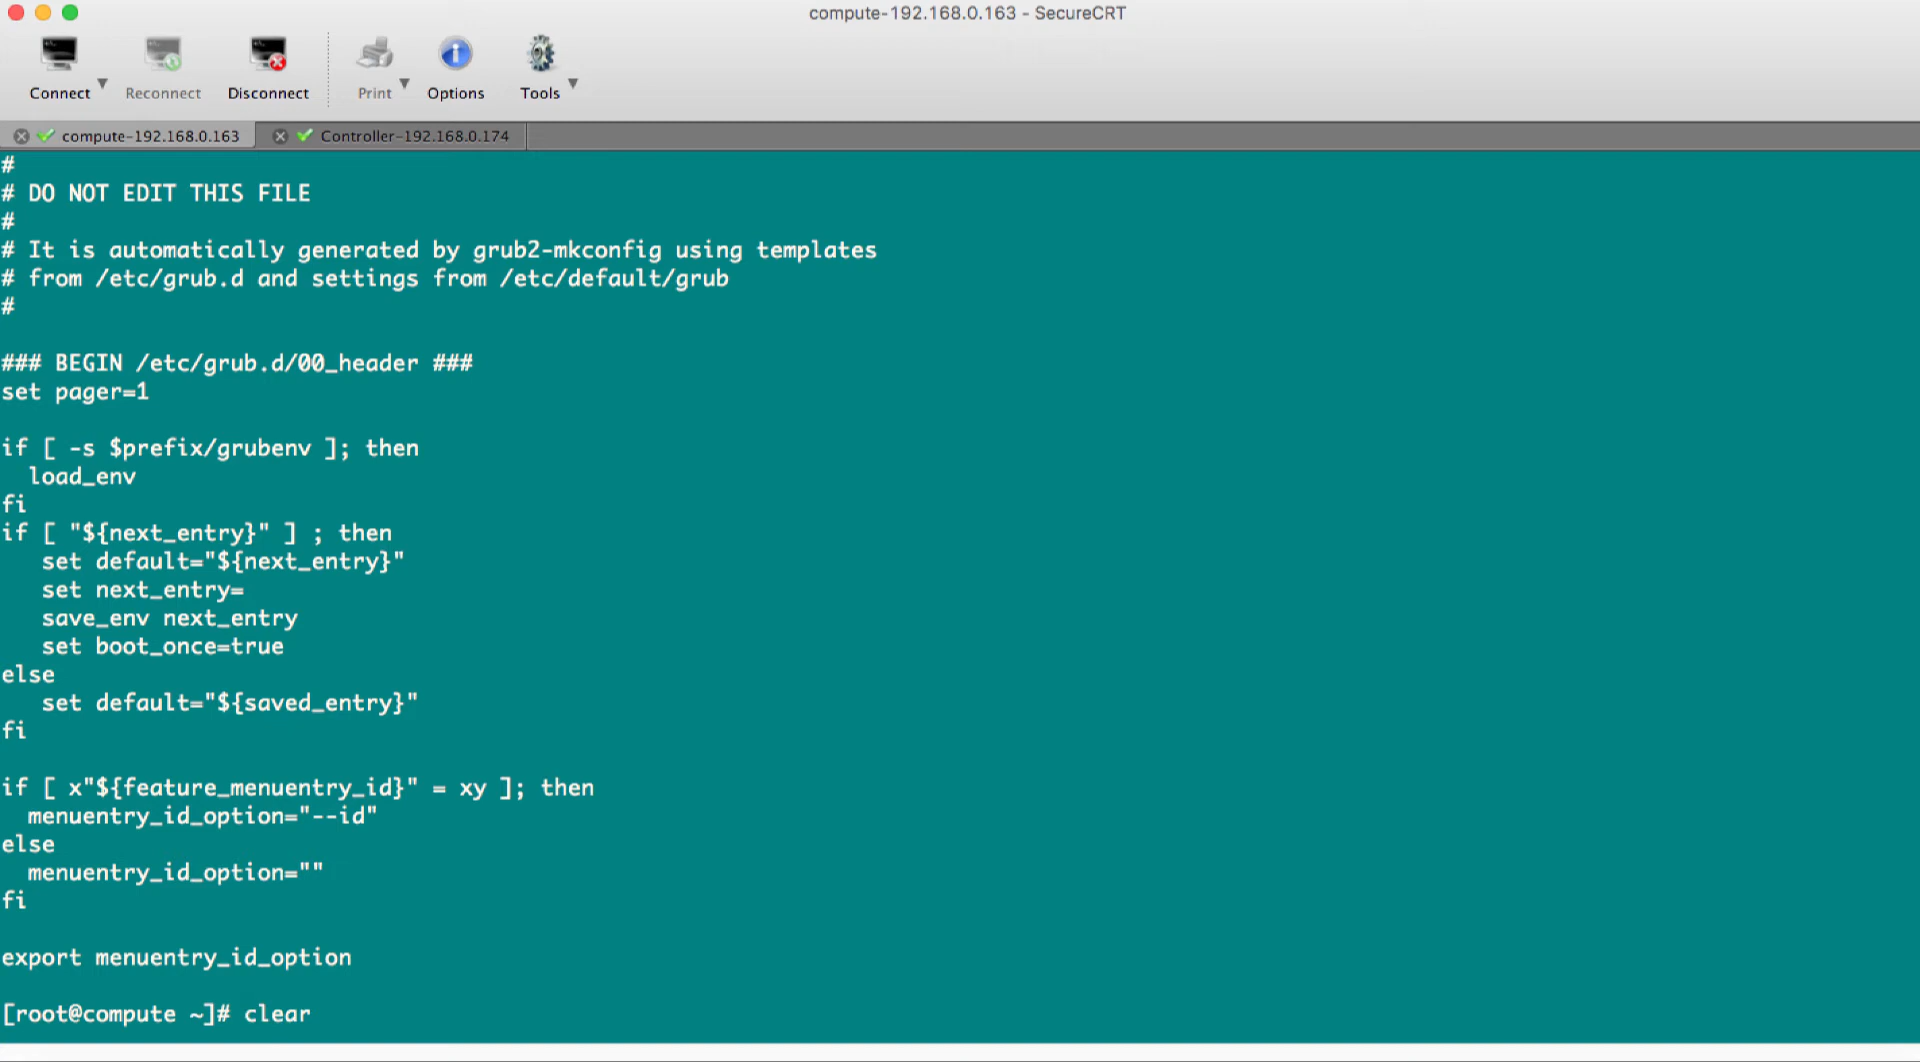 compute-192.168.0.163 - SecureCRT
Connect Reconnect Disconnect Print Options Tools
compute-192.168.0.163 Controller-192.168.0.174
#
# DO NOT EDIT THIS FILE
#
# It is automatically generated by grub2-mkconfig using templates
# from /etc/grub.d and settings from /etc/default/grub
#
### BEGIN /etc/grub.d/00_header ###
set pager=1
if [ -s $prefix/grubenv ]; then
  load_env
fi
if [ "${next_entry}" ] ; then
   set default="${next_entry}"
   set next_entry=
   save_env next_entry
   set boot_once=true
else
   set default="${saved_entry}"
fi
if [ x"${feature_menuentry_id}" = xy ]; then
  menuentry_id_option="--id"
else
  menuentry_id_option=""
fi
export menuentry_id_option
[root@compute ~]# clear